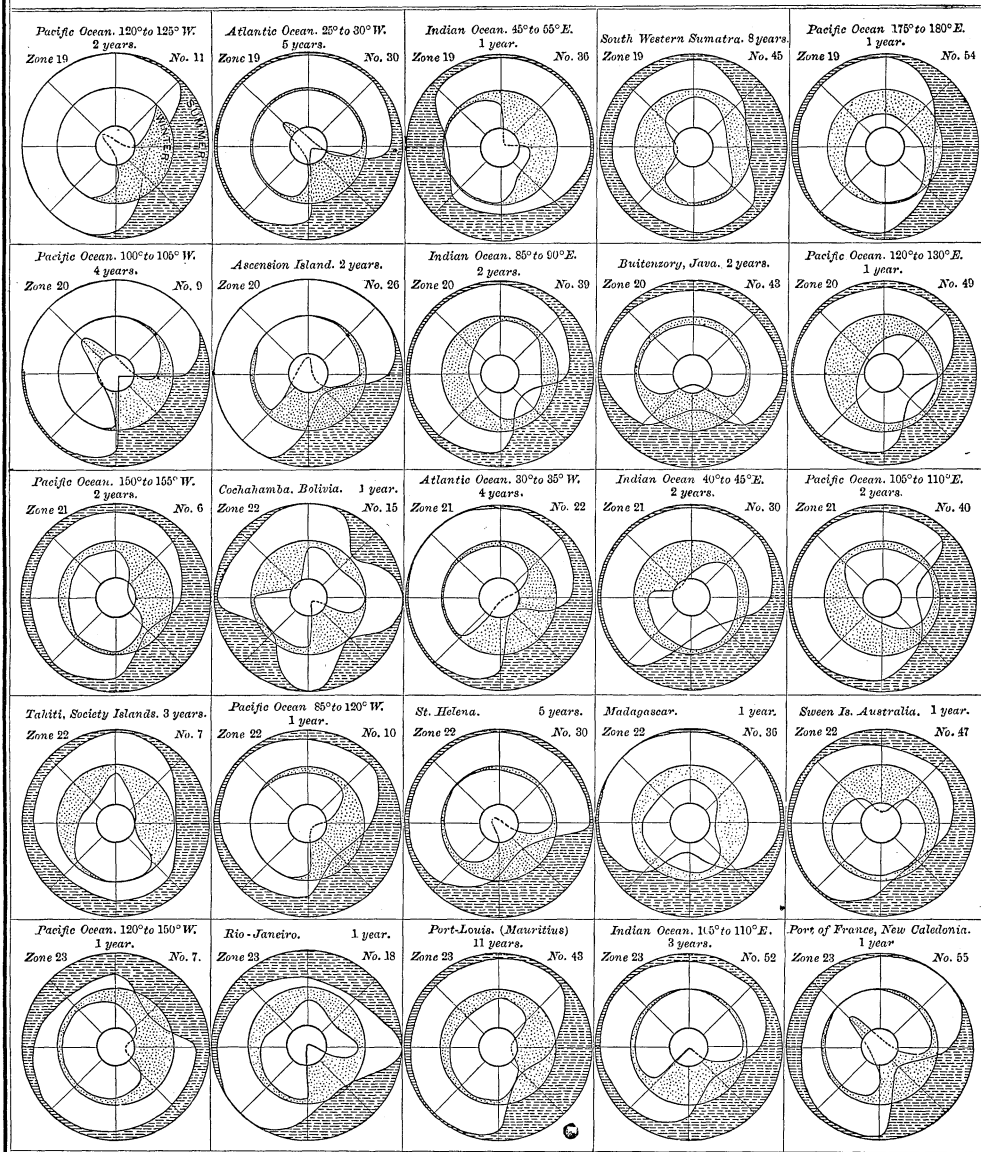 Pacific Ocean. 120° to 125° W.
2 years.
Zone 19 No. 11
SUMMER
WINTER
Atlantic Ocean. 25° to 30° W.
5 years.
Zone 19 No. 30
Indian Ocean. 45° to 55° E.
1 year.
Zone 19 No. 36
South Western Sumatra. 8 years.
Zone 19 No. 45
Pacific Ocean 175° to 180° E.
1 year.
Zone 19 No. 54
Pacific Ocean. 100° to 105° W.
4 years.
Zone 20 No. 9
Ascension Island. 2 years.
Zone 20 No. 26
Indian Ocean. 85° to 90° E.
2 years.
Zone 20 No. 39
Buitenzory, Java. 2 years.
Zone 20 No. 43
Pacific Ocean. 120° to 130° E.
1 year.
Zone 20 No. 49
Pacific Ocean. 150° to 155° W.
2 years.
Zone 21 No. 6
Cochahamba. Bolivia. 1 year.
Zone 22 No. 15
Atlantic Ocean. 30° to 35° W.
4 years.
Zone 21 No. 22
Indian Ocean 40° to 45° E.
2 years.
Zone 21 No. 30
Pacific Ocean. 105° to 110° E.
2 years.
Zone 21 No. 40
Tahiti, Society Islands. 3 years.
Zone 22 No. 7
Pacific Ocean 85° to 120° W.
1 year.
Zone 22 No. 10
St. Helena. 5 years.
Zone 22 No. 30
Madagascar. 1 year.
Zone 22 No. 36
Sween Is. Australia. 1 year.
Zone 22 No. 47
Pacific Ocean. 120° to 150° W.
1 year.
Zone 23 No. 7.
Rio-Janeiro. 1 year.
Zone 23 No. 18
Port-Louis. (Mauritius)
11 years.
Zone 23 No. 43
Indian Ocean. 105° to 110° E.
3 years.
Zone 23 No. 52
Port of France, New Caledonia.
1 year
Zone 23 No. 55